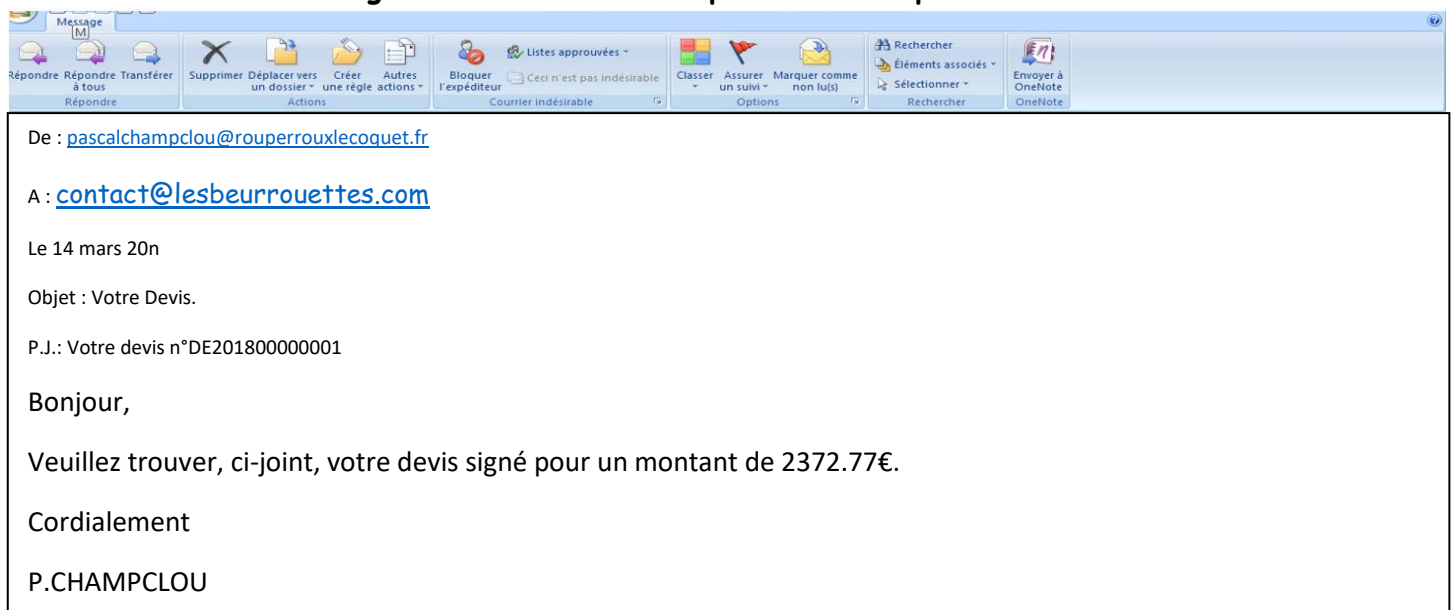 Message
M
Répondre Répondre Transférer Supprimer Déplacer vers Créer Autres Bloquer Listes approuvées Ceci n'est pas indésirable Classer Assurer Marquer comme Rechercher Éléments associés Sélectionner Envoyer à
à tous un dossier une règle actions l'expéditeur un suivi non lu(s) OneNote
Répondre Actions Courrier indésirable Options Rechercher OneNote
De : pascalchampclou@rouperrouxlecoquet.fr
A : contact@lesbeurrouettes.com
Le 14 mars 20n
Objet : Votre Devis.
P.J.: Votre devis n°DE201800000001
Bonjour,
Veuillez trouver, ci-joint, votre devis signé pour un montant de 2372.77€.
Cordialement
P.CHAMPCLOU